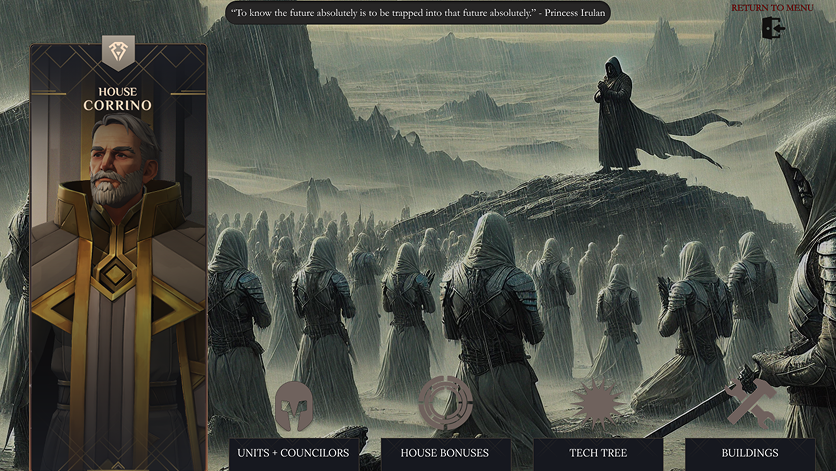 “To know the future absolutely is to be trapped into that future absolutely.” - Princess Irulan
RETURN TO MENU
HOUSE
CORRINO
UNITS + COUNCILORS
HOUSE BONUSES
TECH TREE
BUILDINGS